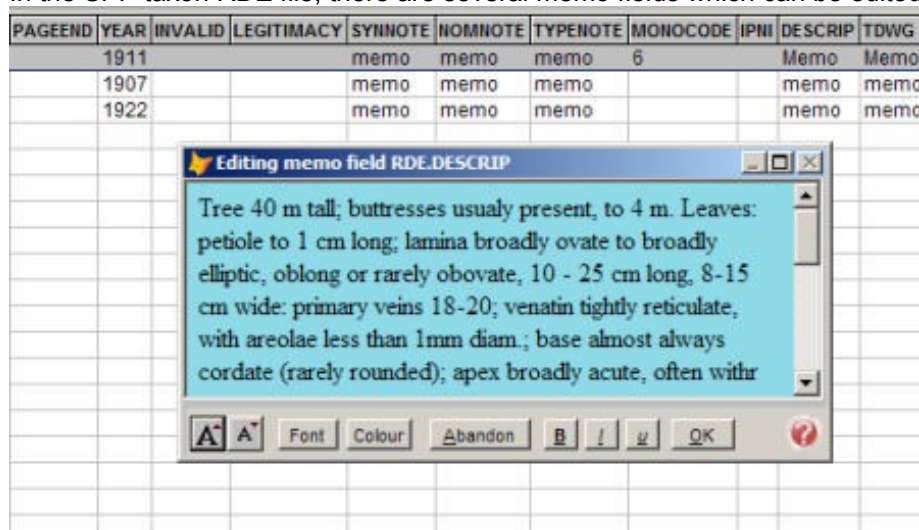 PAGEEND YEAR INVALID LEGITIMACY SYNNOTE NOMNOTE TYPENOTE MONOCODE IPNI DESCRIP TDWG
1911 memo memo memo 6 Memo Memo
1907 memo memo memo memo memo
1922 memo memo memo memo memo
Editing memo field RDE.DESCRIP
Tree 40 m tall; buttresses usualy present, to 4 m. Leaves:
petiole to 1 cm long; lamina broadly ovate to broadly
elliptic, oblong or rarely obovate, 10 - 25 cm long, 8-15
cm wide: primary veins 18-20; venatin tightly reticulate,
with areolae less than 1mm diam.; base almost always
cordate (rarely rounded); apex broadly acute, often withr
A A Font Colour Abandon B I u OK ?